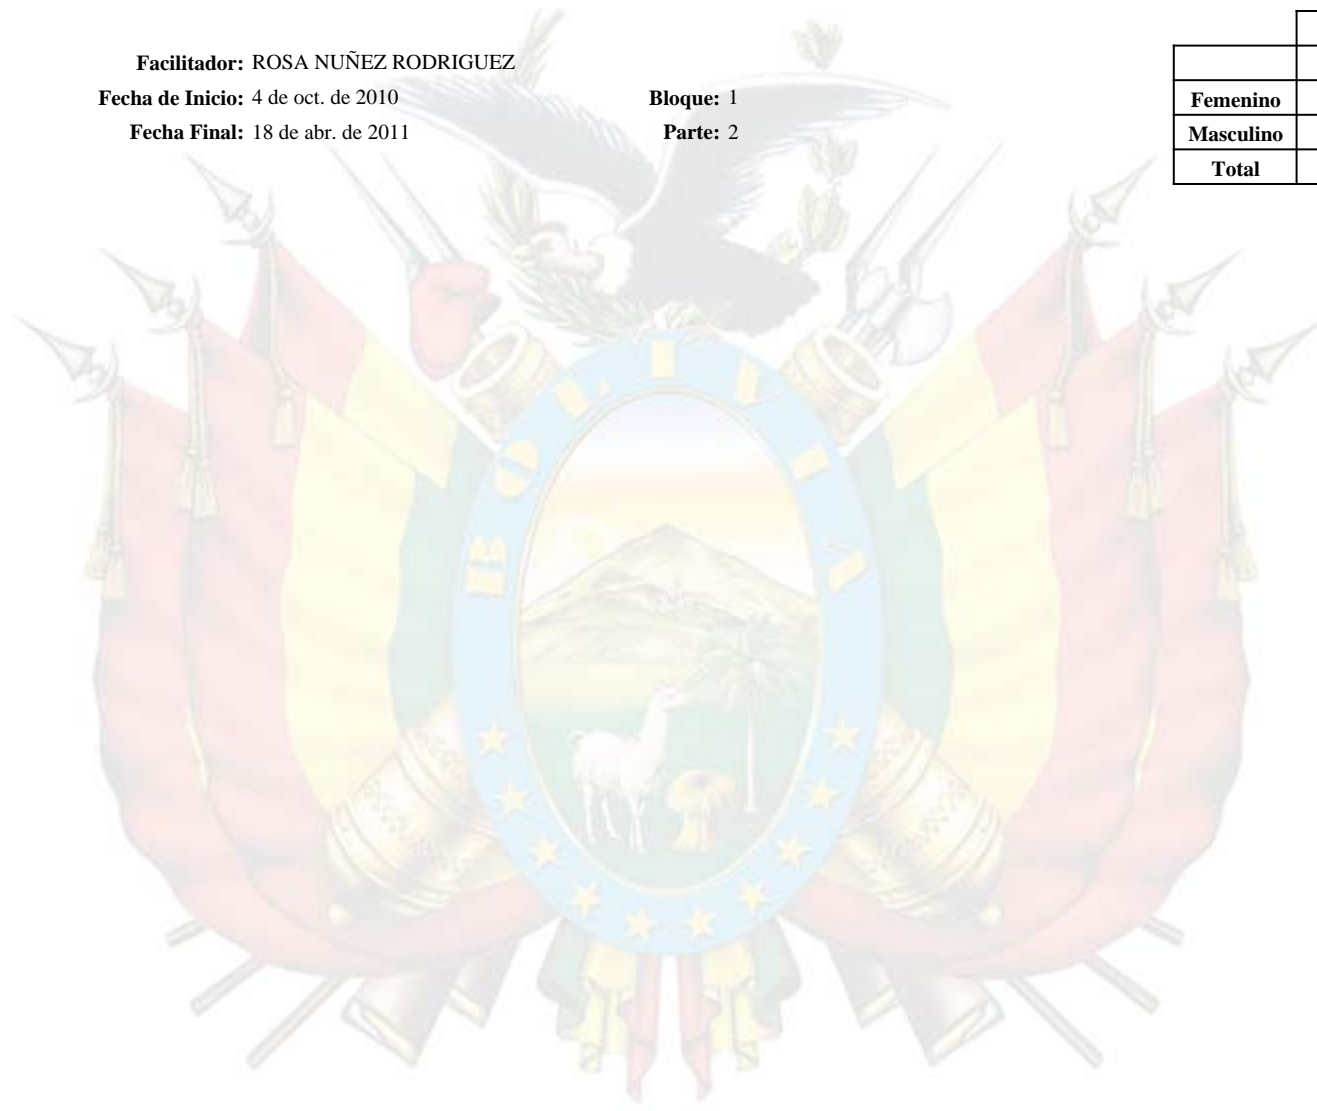 Facilitador: ROSA NUÑEZ RODRIGUEZ
Fecha de Inicio: 4 de oct. de 2010 Bloque: 1
Fecha Final: 18 de abr. de 2011 Parte: 2
Femenino
Masculino
Total
BOLIVIA